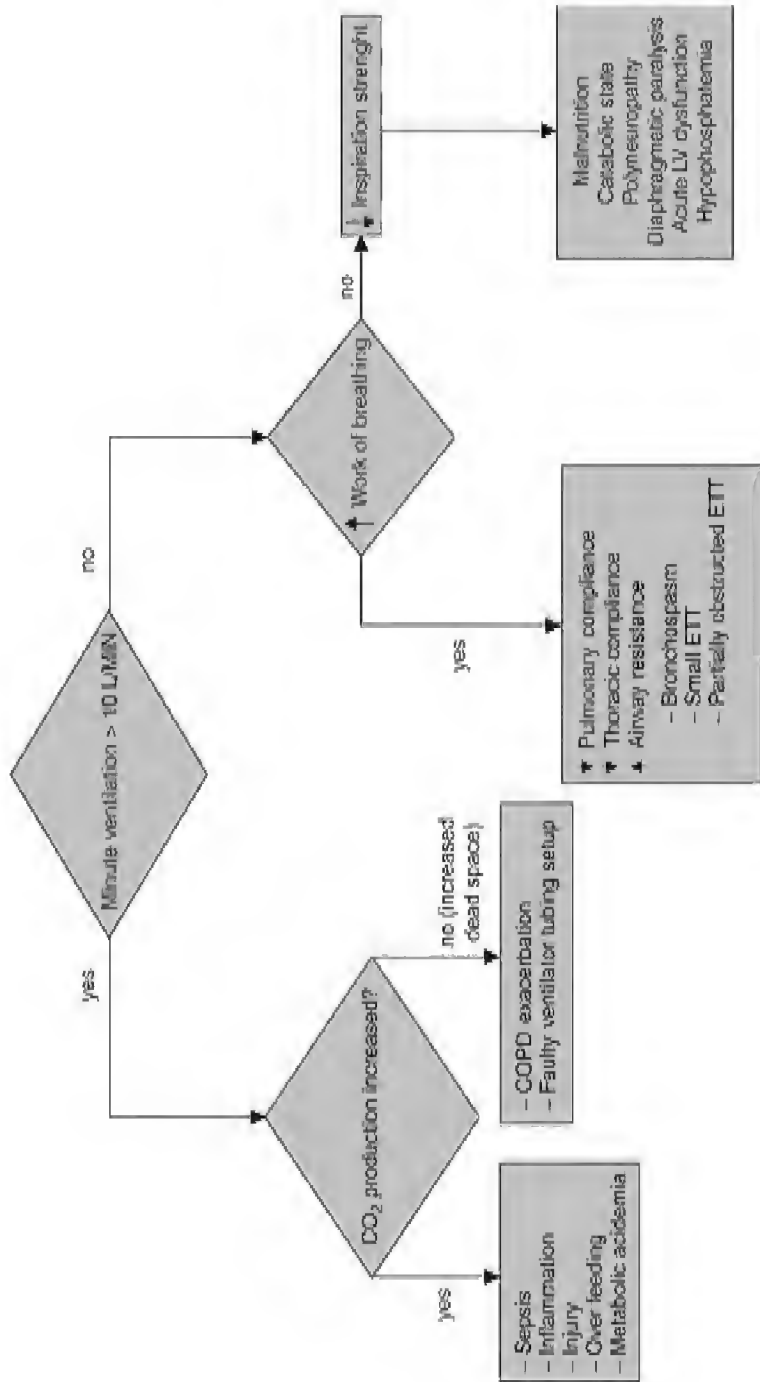 Minute ventilation > 10 L/MIN
yes
no
CO₂ production increased?
↑ Work of breathing
no
↓ Inspiration strenght
yes
no (increased
dead space)
yes
– Sepsis
– Inflammation
– Injury
– Over feeding
– Metabolic acidemia
– COPD exacerbation
– Faulty ventilator tubing setup
▼ Pulmonary compliance
▼ Thoracic compliance
▲ Airway resistance
– Bronchospasm
– Small ETT
– Partially obstructed ETT
Malnutrition
Catabolic state
Polyneuropathy
Diaphragmatic paralysis
Acute LV dysfunction
Hypophosphatemia